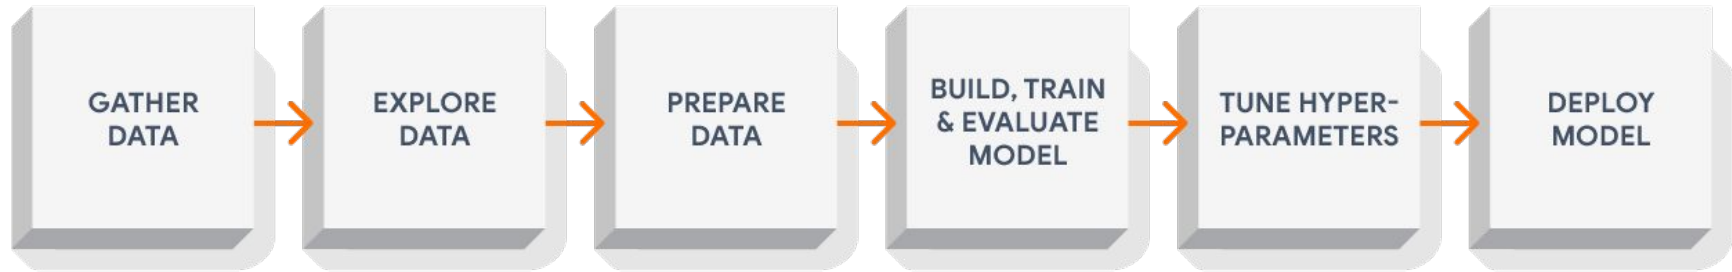 GATHER
DATA
EXPLORE
DATA
PREPARE
DATA
BUILD, TRAIN
& EVALUATE
MODEL
TUNE HYPER-
PARAMETERS
DEPLOY
MODEL